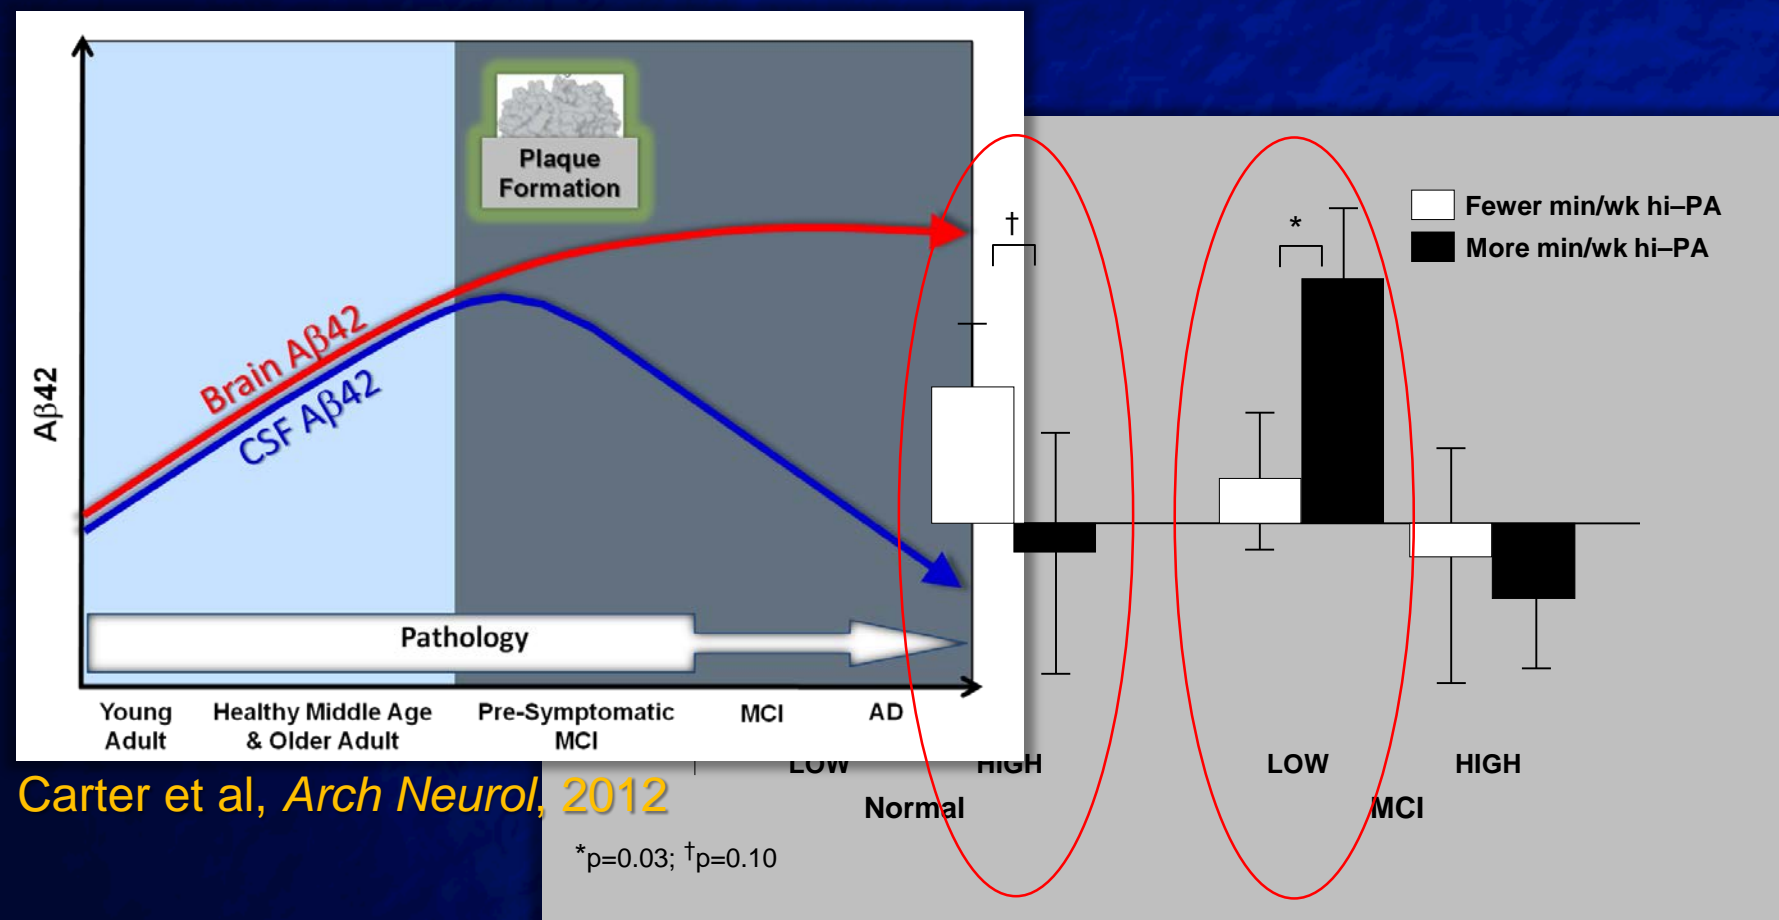 Plaque
Formation
Brain Aβ42
CSF Aβ42
Aβ42
Pathology
Young
Adult
Healthy Middle Age
& Older Adult
Pre-Symptomatic
MCI
MCI
AD
Carter et al, Arch Neurol, 2012
†
*
Fewer min/wk hi–PA
More min/wk hi–PA
LOW
HIGH
LOW
HIGH
Normal
MCI
*p=0.03; †p=0.10